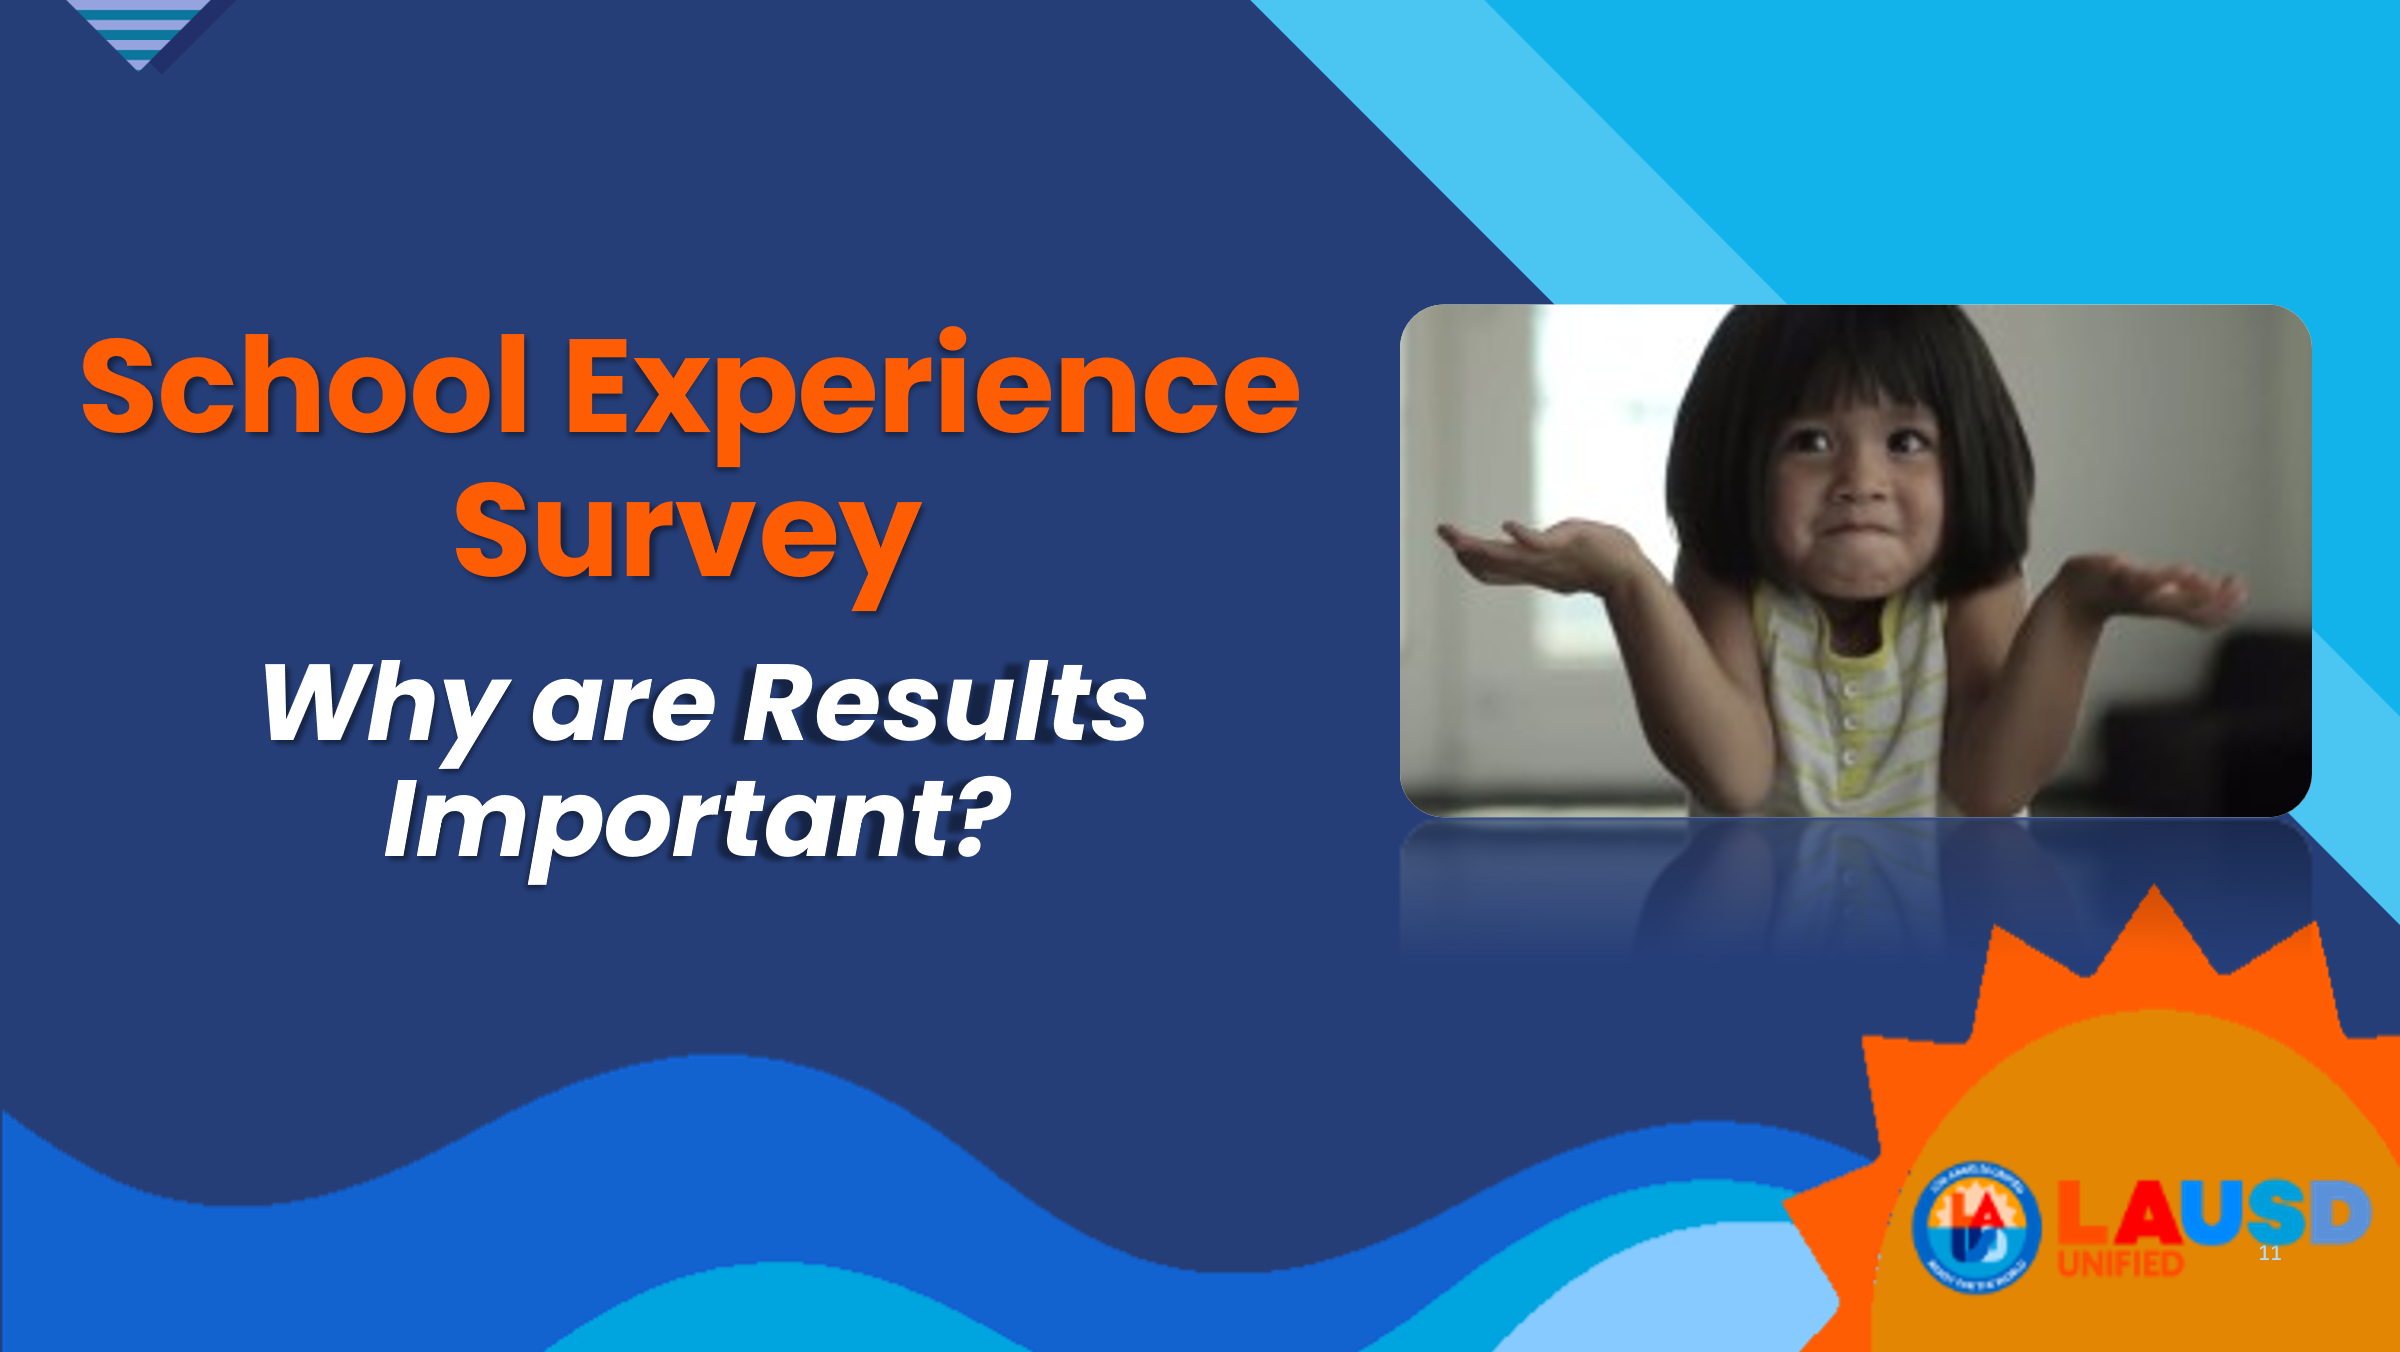 School Experience
Survey
Why are Results
Important?
LAUSD
UNIFIED
11